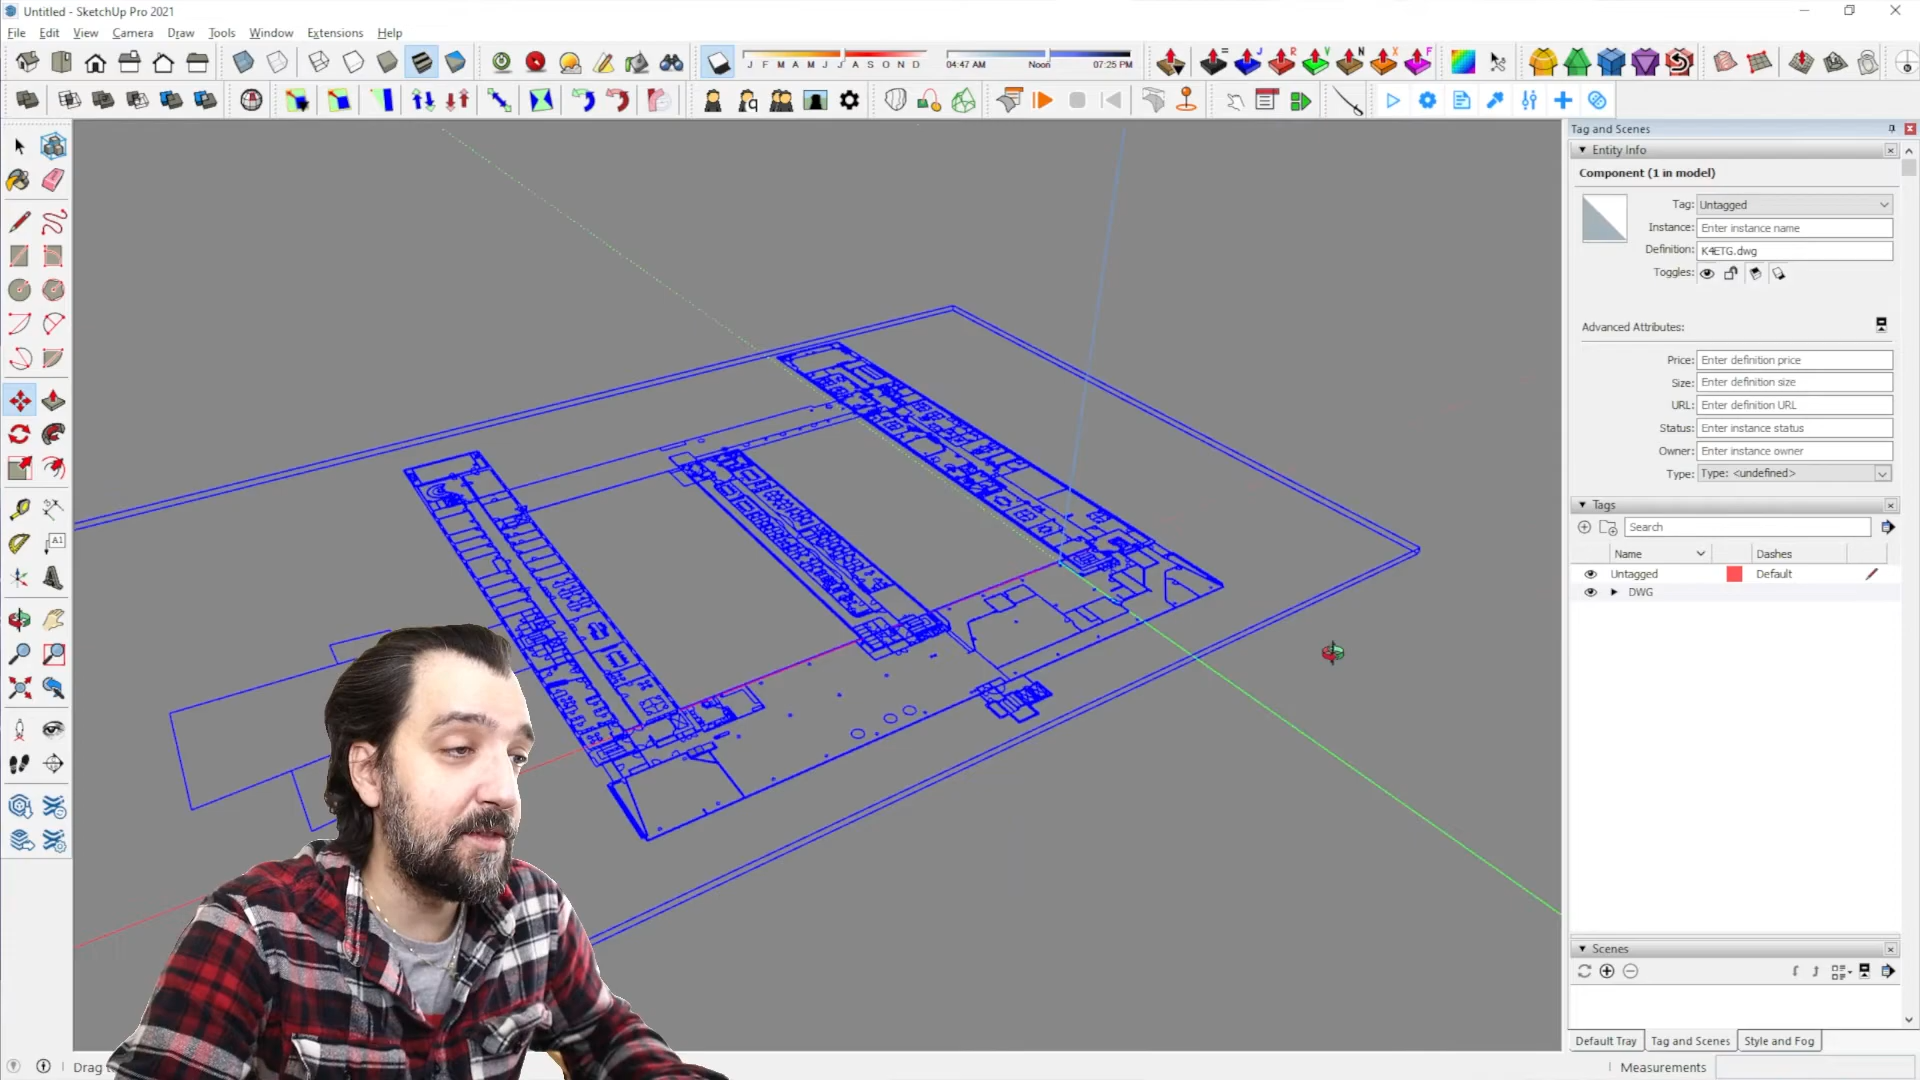 Untitled - SketchUp Pro 2021
File Edit View Camera Draw Tools Window Extensions Help
J F M A M J J A S O N D 04:47 AM Noon 07:25 PM = J R V N X F
q
A1
Tag and Scenes
Entity Info
Component (1 in model)
Tag: Untagged
Instance: Enter instance name
Definition: K4ETG.dwg
Toggles:
Advanced Attributes:
Price: Enter definition price
Size: Enter definition size
URL: Enter definition URL
Status: Enter instance status
Owner: Enter instance owner
Type: Type: <undefined>
Tags
Search
Name Dashes
Untagged Default
DWG
Scenes
Default Tray Tag and Scenes Style and Fog
Drag
Measurements